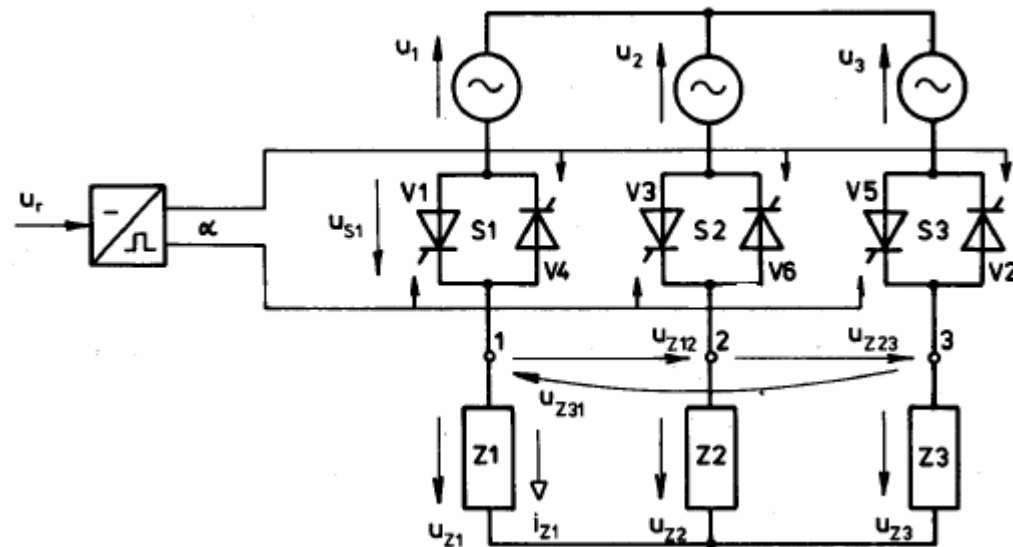 u1 u2 u3
ur – α
uS1 V1 S1 V4 V3 S2 V6 V5 S3 V2
1 uZ12 2 uZ23 3
uZ31
Z1 Z2 Z3
uZ1 iZ1 uZ2 uZ3